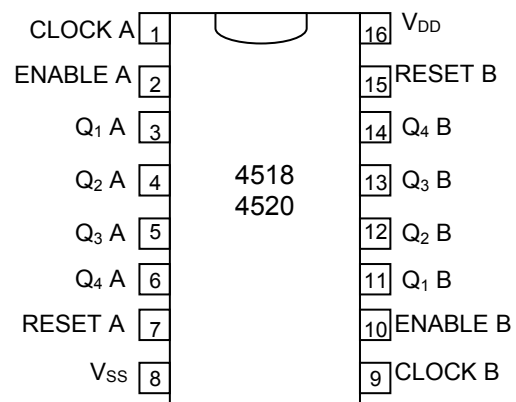 CLOCK A 1
ENABLE A 2
Q₁ A 3
Q₂ A 4
Q₃ A 5
Q₄ A 6
RESET A 7
VSS 8
4518
4520
16 VDD
15 RESET B
14 Q₄ B
13 Q₃ B
12 Q₂ B
11 Q₁ B
10 ENABLE B
9 CLOCK B